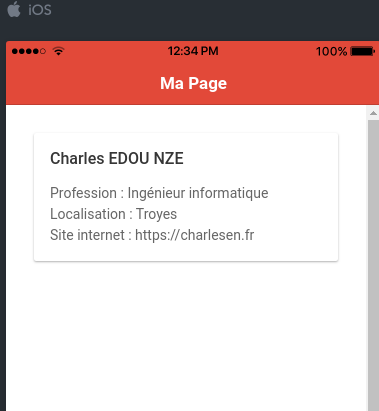 iOS
12:34 PM
100%
Ma Page
Charles EDOU NZE
Profession : Ingénieur informatique
Localisation : Troyes
Site internet : https://charlesen.fr